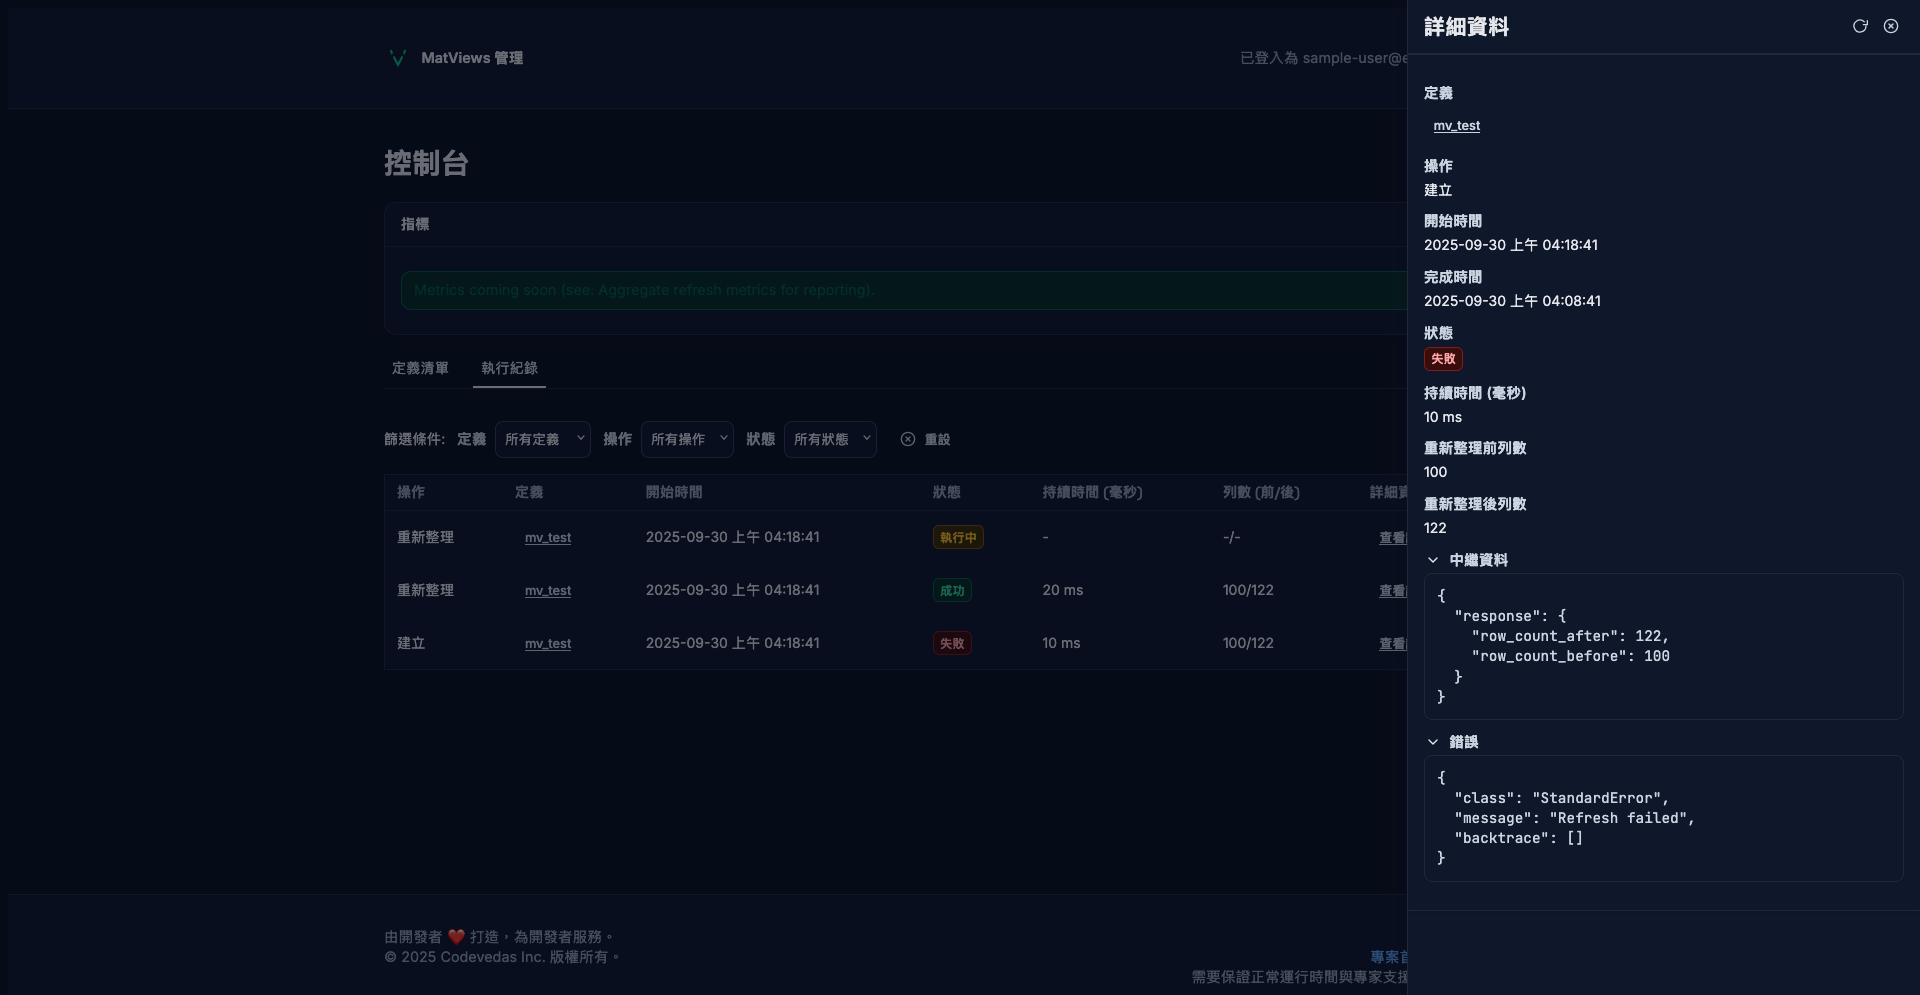 MatViews 管理
已登入為 sample-user@e
控制台
指標
Metrics coming soon (see: Aggregate refresh metrics for reporting).
定義清單 執行紀錄
篩選條件: 定義 所有定義 操作 所有操作 狀態 所有狀態 重設
操作 定義 開始時間 狀態 持續時間 (毫秒) 列數 (前/後) 詳細
重新整理 mv_test 2025-09-30 上午 04:18:41 執行中 - -/- 查看
重新整理 mv_test 2025-09-30 上午 04:18:41 成功 20 ms 100/122 查看
建立 mv_test 2025-09-30 上午 04:18:41 失敗 10 ms 100/122 查看
由開發者 ❤️ 打造，為開發者服務。
© 2025 Codevedas Inc. 版權所有。
專案首
需要保證正常運行時間與專家支援
詳細資料
定義
mv_test
操作
建立
開始時間
2025-09-30 上午 04:18:41
完成時間
2025-09-30 上午 04:08:41
狀態
失敗
持續時間 (毫秒)
10 ms
重新整理前列數
100
重新整理後列數
122
中繼資料
{
"response": {
"row_count_after": 122,
"row_count_before": 100
}
}
錯誤
{
"class": "StandardError",
"message": "Refresh failed",
"backtrace": []
}